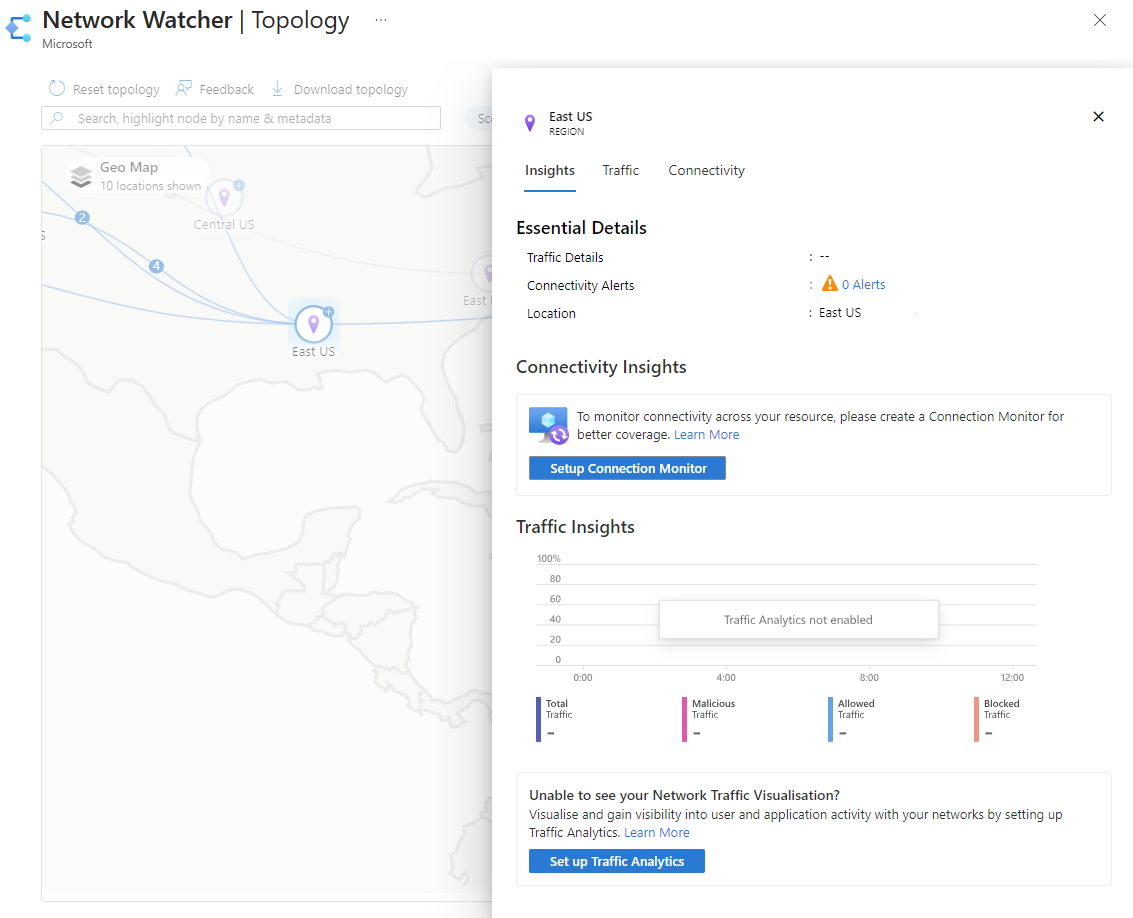 Network Watcher | Topology ...
Microsoft
Reset topology Feedback Download topology
Search, highlight node by name & metadata
Geo Map
10 locations shown
Central US
2
4
S
East
East US
East US
REGION
Insights Traffic Connectivity
Essential Details
Traffic Details : --
Connectivity Alerts : 0 Alerts
Location : East US
Connectivity Insights
To monitor connectivity across your resource, please create a Connection Monitor for
better coverage. Learn More
Setup Connection Monitor
Traffic Insights
100%
80
60
40
20
0
Traffic Analytics not enabled
0:00 4:00 8:00 12:00
Total Malicious Allowed Blocked
Traffic Traffic Traffic Traffic
-- -- -- --
Unable to see your Network Traffic Visualisation?
Visualise and gain visibility into user and application activity with your networks by setting up
Traffic Analytics. Learn More
Set up Traffic Analytics